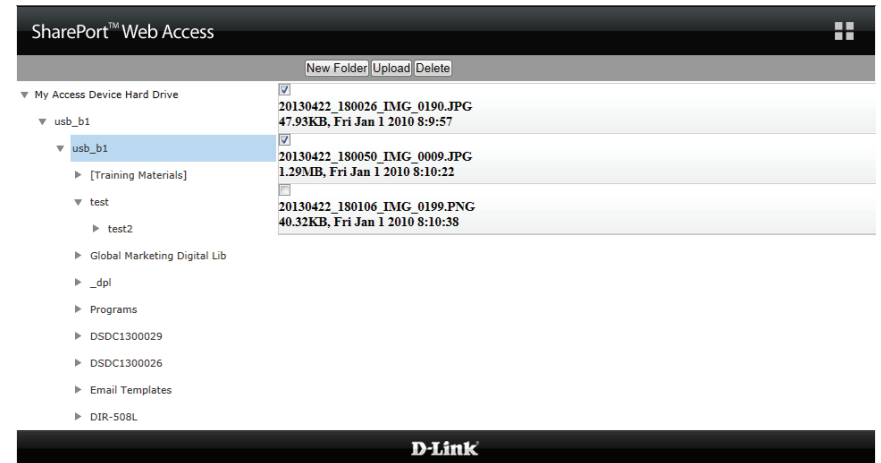 SharePort™ Web Access
New Folder Upload Delete
My Access Device Hard Drive
usb_b1
usb_b1
[Training Materials]
test
test2
Global Marketing Digital Lib
_dpl
Programs
DSDC1300029
DSDC1300026
Email Templates
DIR-508L
20130422_180026_IMG_0190.JPG
47.93KB, Fri Jan 1 2010 8:9:57
20130422_180050_IMG_0009.JPG
1.29MB, Fri Jan 1 2010 8:10:22
20130422_180106_IMG_0199.PNG
40.32KB, Fri Jan 1 2010 8:10:38
D-Link